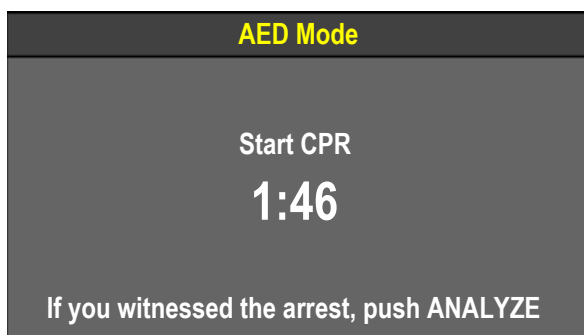 AED Mode
Start CPR
1:46
If you witnessed the arrest, push ANALYZE